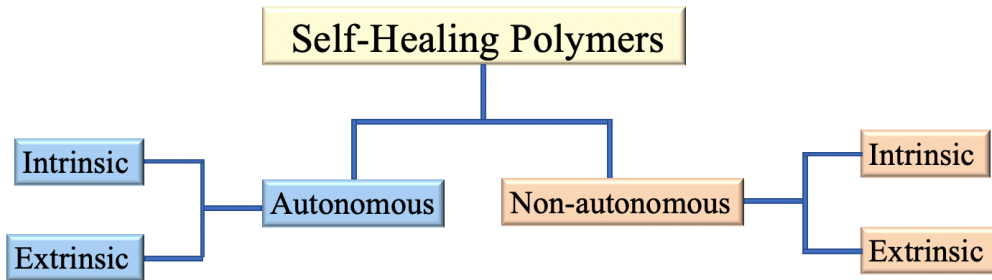 Self-Healing Polymers
Intrinsic
Intrinsic
Autonomous
Non-autonomous
Extrinsic
Extrinsic